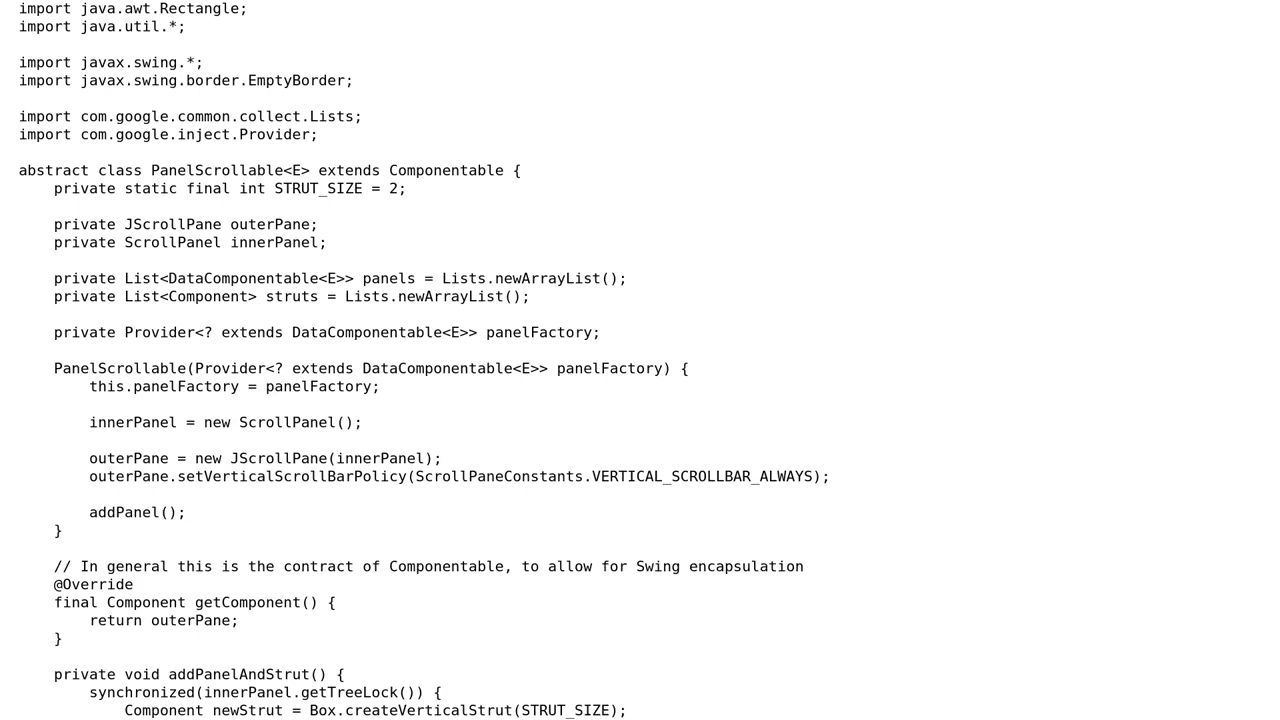 import java.awt.Rectangle;
import java.util.*;

import javax.swing.*;
import javax.swing.border.EmptyBorder;

import com.google.common.collect.Lists;
import com.google.inject.Provider;

abstract class PanelScrollable<E> extends Componentable {
    private static final int STRUT_SIZE = 2;

    private JScrollPane outerPane;
    private ScrollPanel innerPanel;

    private List<DataComponentable<E>> panels = Lists.newArrayList();
    private List<Component> struts = Lists.newArrayList();

    private Provider<? extends DataComponentable<E>> panelFactory;

    PanelScrollable(Provider<? extends DataComponentable<E>> panelFactory) {
        this.panelFactory = panelFactory;

        innerPanel = new ScrollPanel();

        outerPane = new JScrollPane(innerPanel);
        outerPane.setVerticalScrollBarPolicy(ScrollPaneConstants.VERTICAL_SCROLLBAR_ALWAYS);

        addPanel();
    }

    // In general this is the contract of Componentable, to allow for Swing encapsulation
    @Override
    final Component getComponent() {
        return outerPane;
    }

    private void addPanelAndStrut() {
        synchronized(innerPanel.getTreeLock()) {
            Component newStrut = Box.createVerticalStrut(STRUT_SIZE);